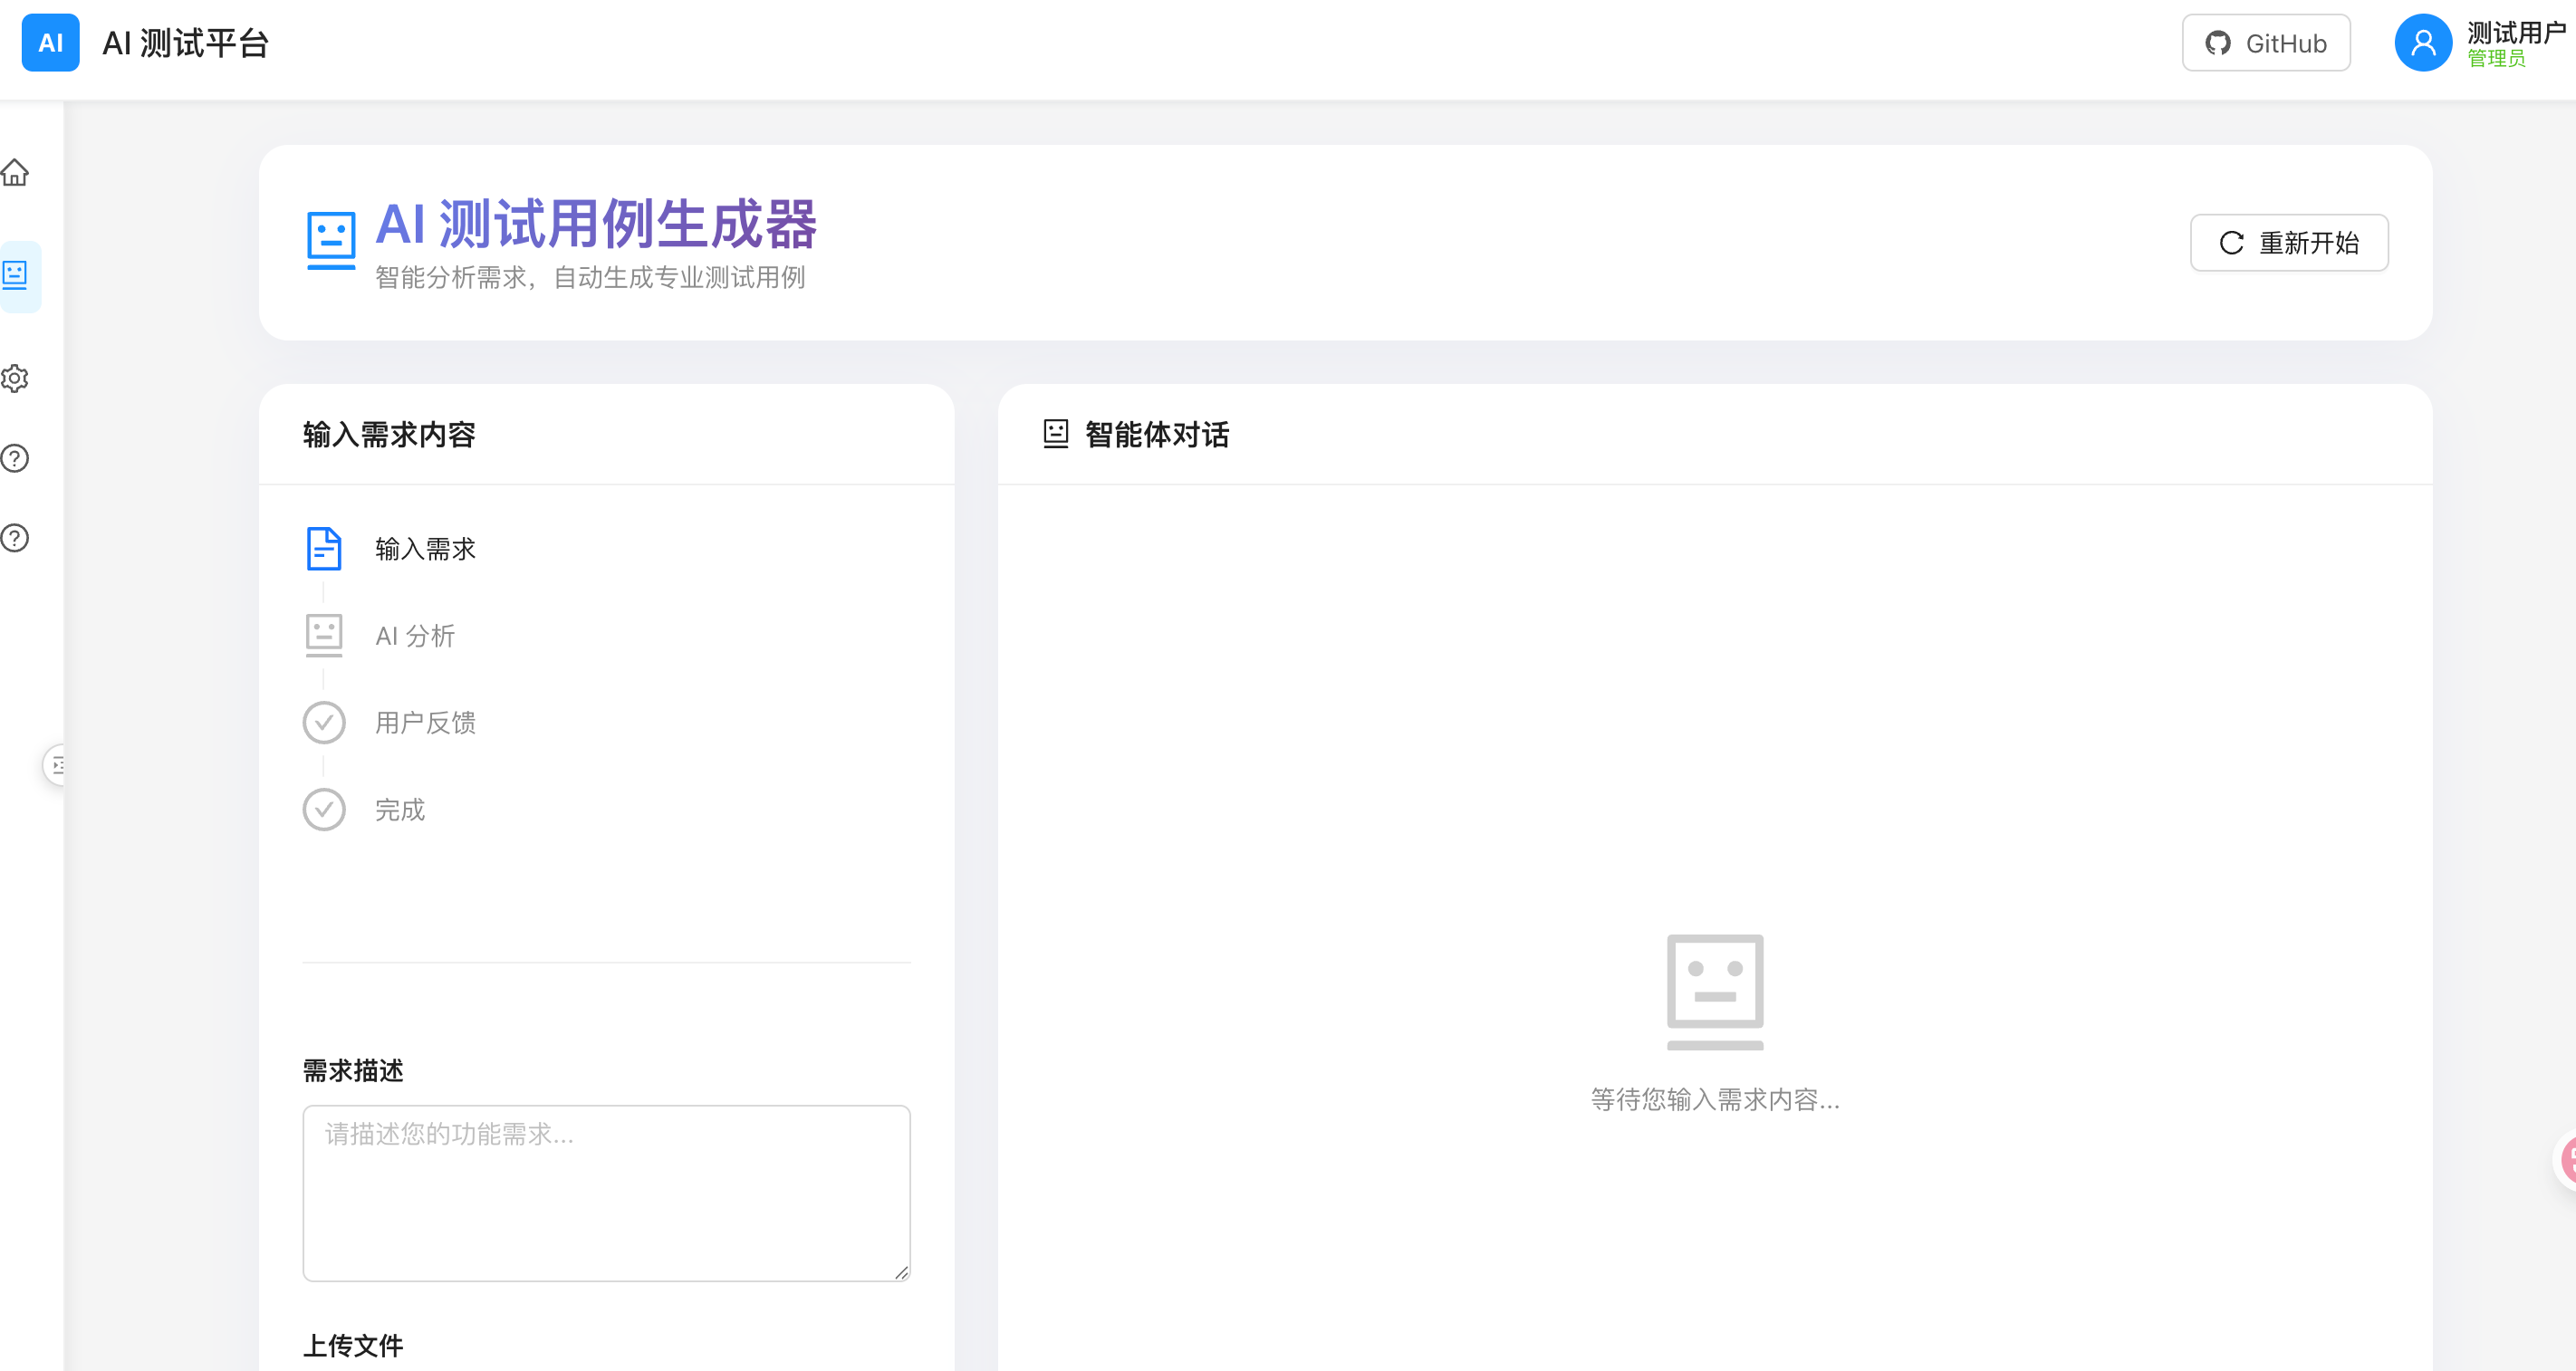 AI
AI 测试平台
GitHub
测试用户
管理员
AI 测试用例生成器
智能分析需求，自动生成专业测试用例
重新开始
输入需求内容
智能体对话
输入需求
AI 分析
用户反馈
完成
等待您输入需求内容...
需求描述
请描述您的功能需求...
上传文件